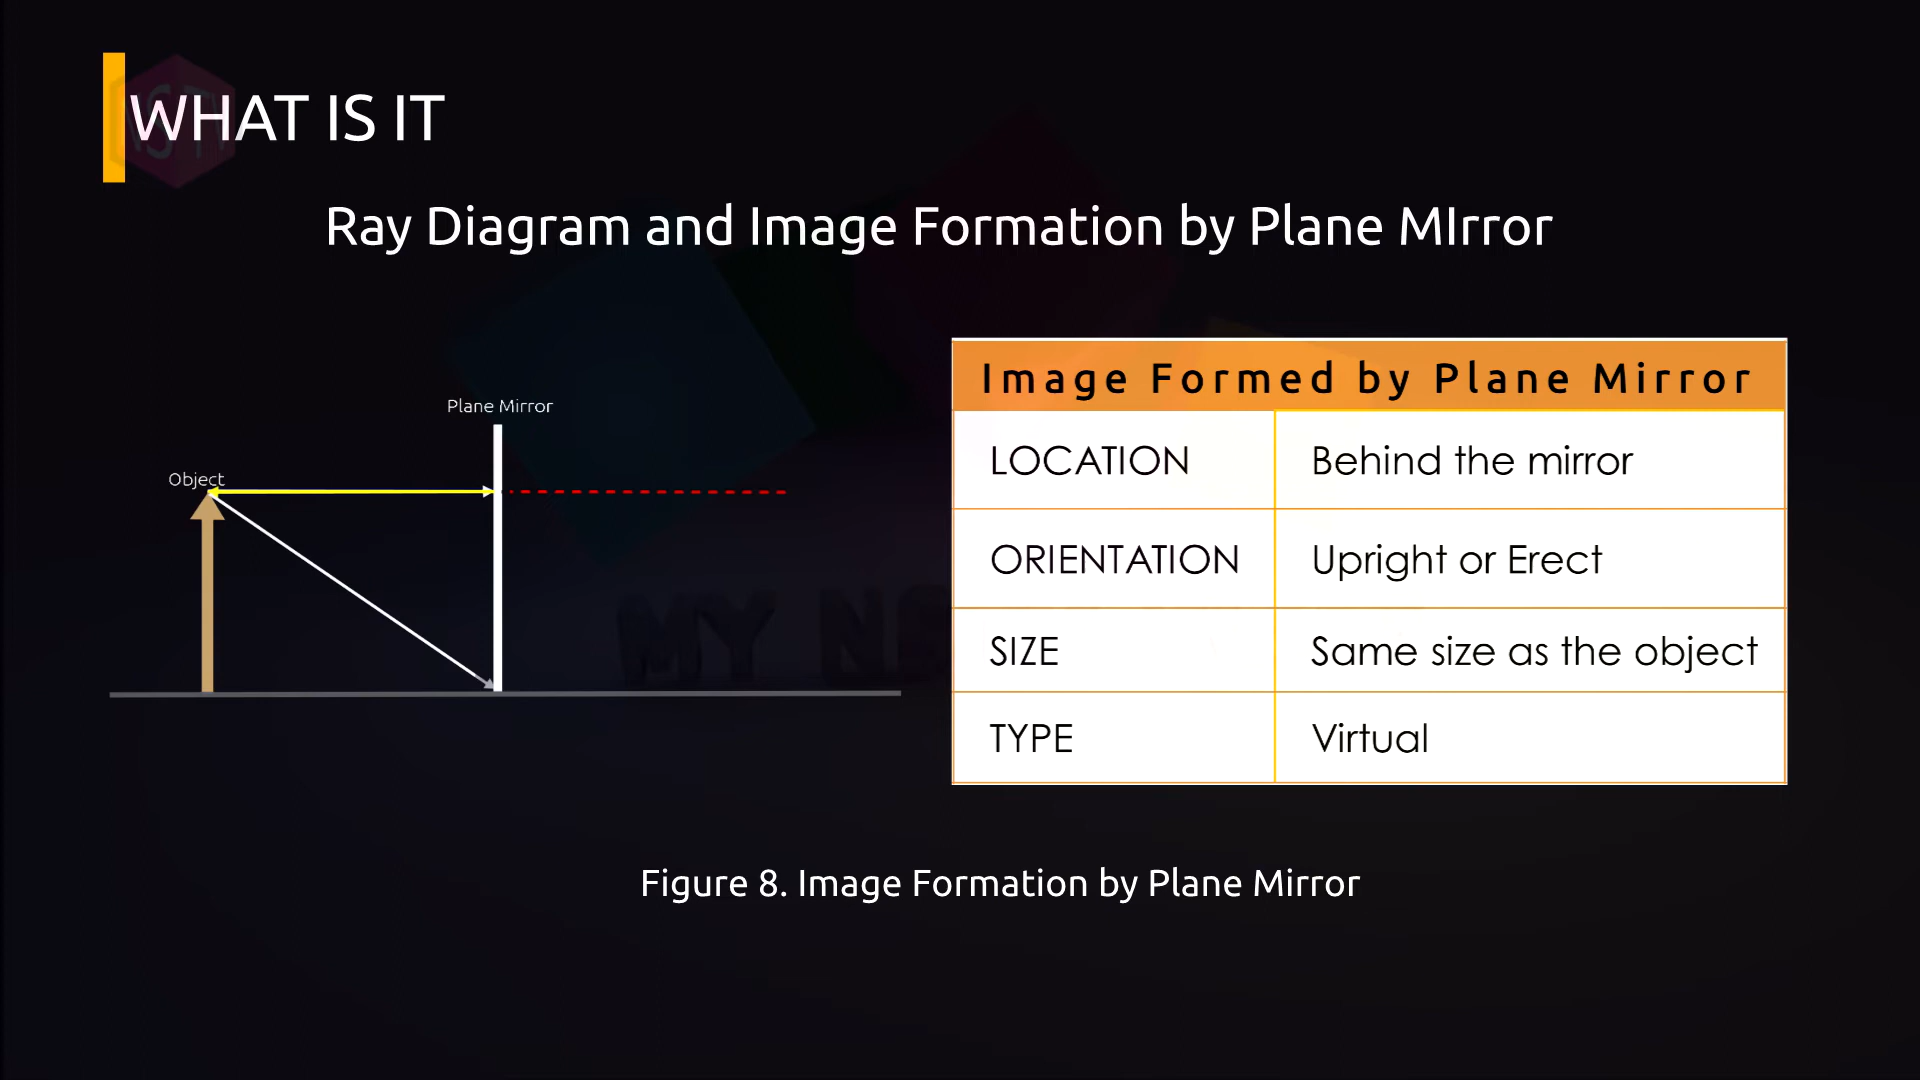 WHAT IS IT
Ray Diagram and Image Formation by Plane MIrror
Plane Mirror
Object
Image Formed by Plane Mirror
LOCATION Behind the mirror
ORIENTATION Upright or Erect
SIZE Same size as the object
TYPE Virtual
MY NS
Figure 8. Image Formation by Plane Mirror